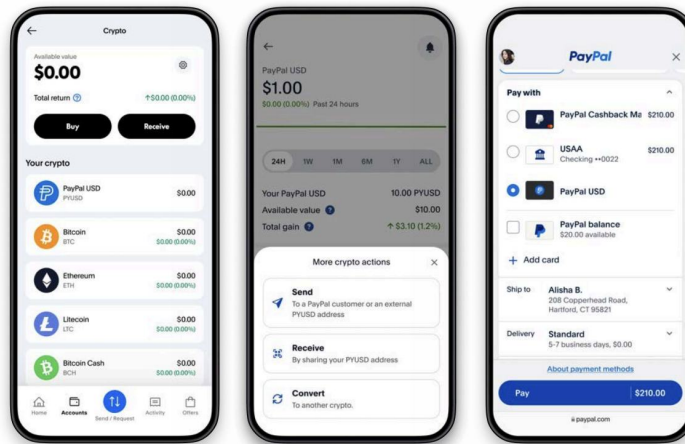 Crypto
Available value
$0.00
Total return ?
↑$0.00 (0.00%)
Buy
Receive
Your crypto
PayPal USD
PYUSD
$0.00
Bitcoin
BTC
$0.00
$0.00 (0.00%)
Ethereum
ETH
$0.00
$0.00 (0.00%)
Litecoin
LTC
$0.00
$0.00 (0.00%)
Bitcoin Cash
BCH
$0.00
$0.00 (0.00%)
Home
Accounts
Send / Request
Activity
Offers
PayPal USD
$1.00
$0.00 (0.00%) Past 24 hours
24H 1W 1M 6M 1Y ALL
Your PayPal USD 10.00 PYUSD
Available value ? $10.00
Total gain ? ↑ $3.10 (1.2%)
More crypto actions
Send
To a PayPal customer or an external
PYUSD address
Receive
By sharing your PYUSD address
Convert
To another crypto.
PayPal
Pay with
PayPal Cashback Ma $210.00
USAA $210.00
Checking ••0022
PayPal USD
PayPal balance
$20.00 available
+ Add card
Ship to Alisha B.
208 Copperhead Road,
Hartford, CT 95821
Delivery Standard
5-7 business days, $0.00
About payment methods
Pay $210.00
paypal.com